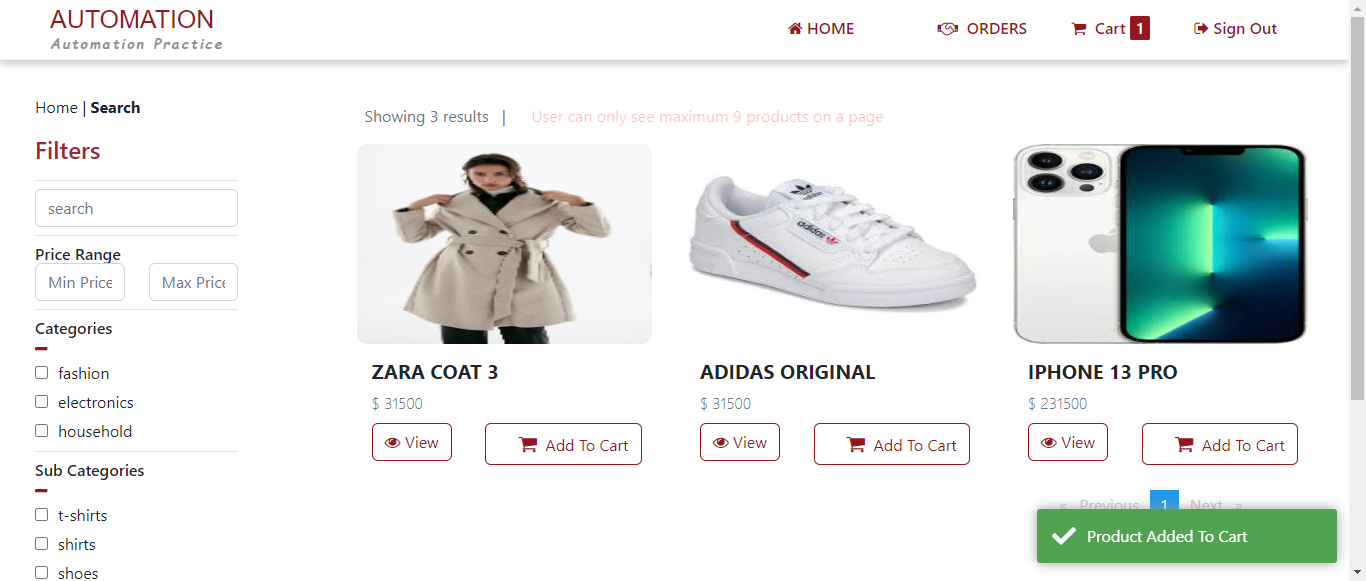 AUTOMATION
Automation Practice
HOME
ORDERS
Cart 1
Sign Out
Home | Search
Showing 3 results |
User can only see maximum 9 products on a page
Filters
search
Price Range
Min Price
Max Price
Categories
fashion
electronics
household
Sub Categories
t-shirts
shirts
shoes
adidas
ZARA COAT 3
$ 31500
View
Add To Cart
ADIDAS ORIGINAL
$ 31500
View
Add To Cart
IPHONE 13 PRO
$ 231500
View
Add To Cart
« Previous 1 Next »
Product Added To Cart